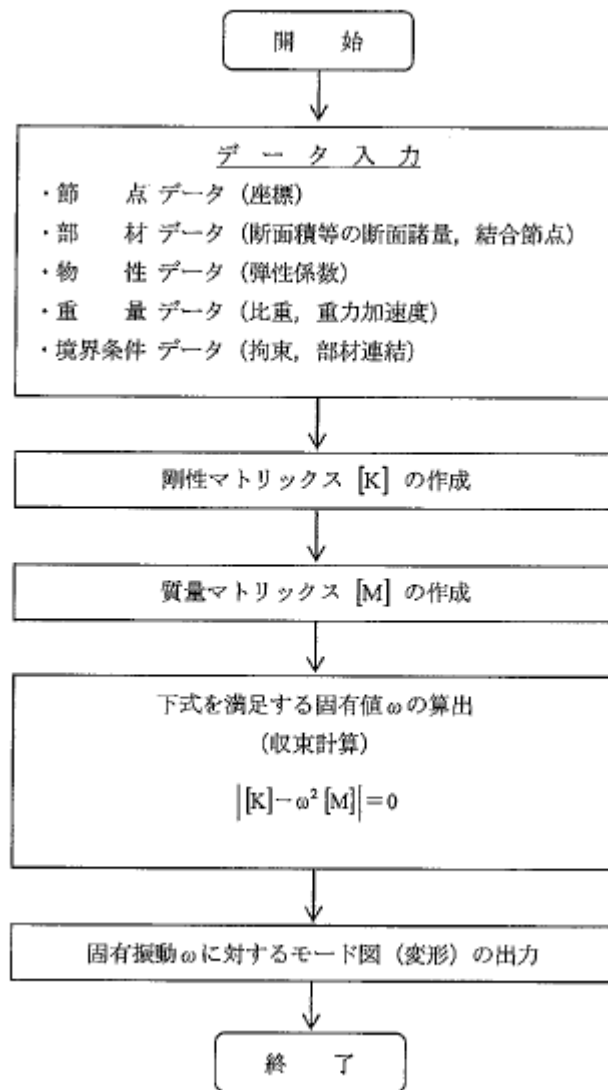 開 始
デ ー タ 入 力
・節 点 データ（座標）
・部 材 データ（断面積等の断面諸量，結合節点）
・物 性 データ（弾性係数）
・重 量 データ（比重，重力加速度）
・境界条件 データ（拘束，部材連結）
剛性マトリックス [K] の作成
質量マトリックス [M] の作成
下式を満足する固有値ωの算出
（収束計算）
|[K]－ω² [M]|＝0
固有振動ωに対するモード図（変形）の出力
終 了